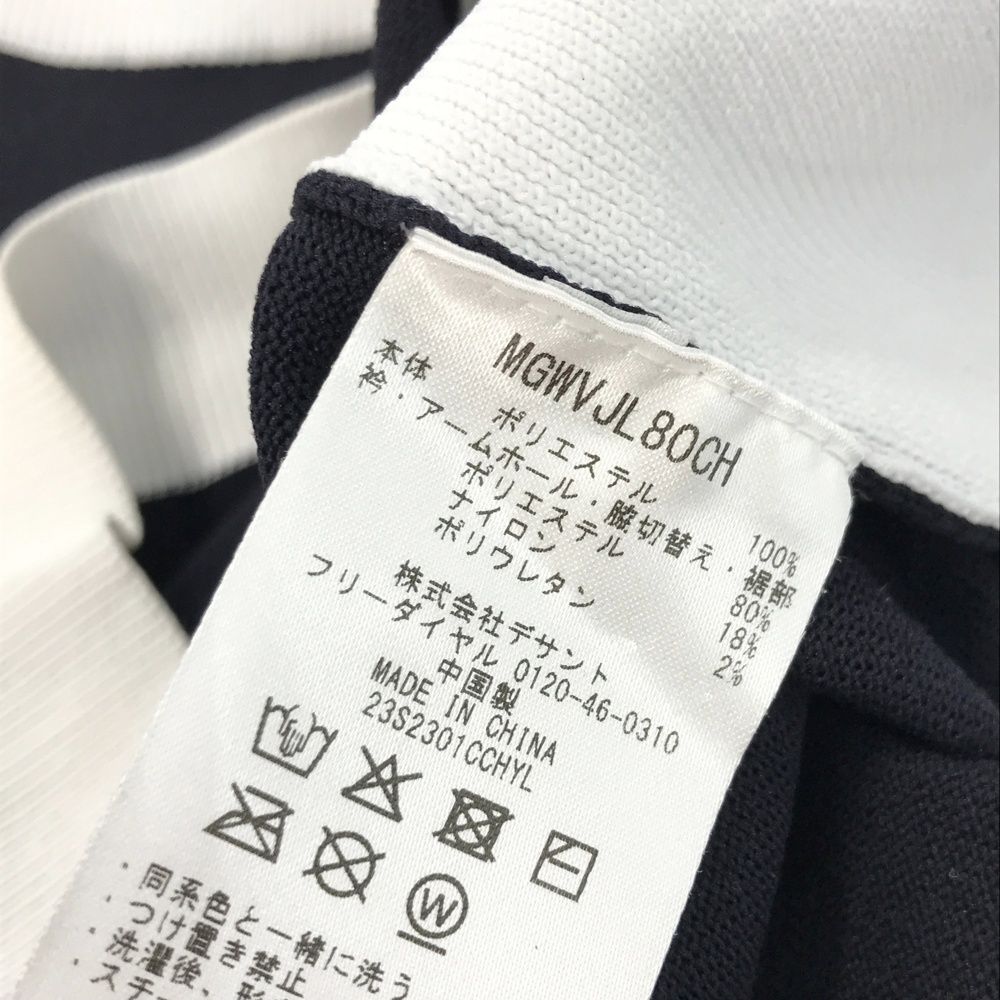 MGWVJL80CH
本体
ポリエステル 100%
衿・アームホール・脇切替え・裾部
ポリエステル 80%
ナイロン 18%
ポリウレタン 2%
株式会社デサント
フリーダイヤル 0120-46-0310
中国製
MADE IN CHINA
23S2301CCHYL
W
・同系色と一緒に洗う
・つけ置き禁止
・洗濯後、形
・スチー